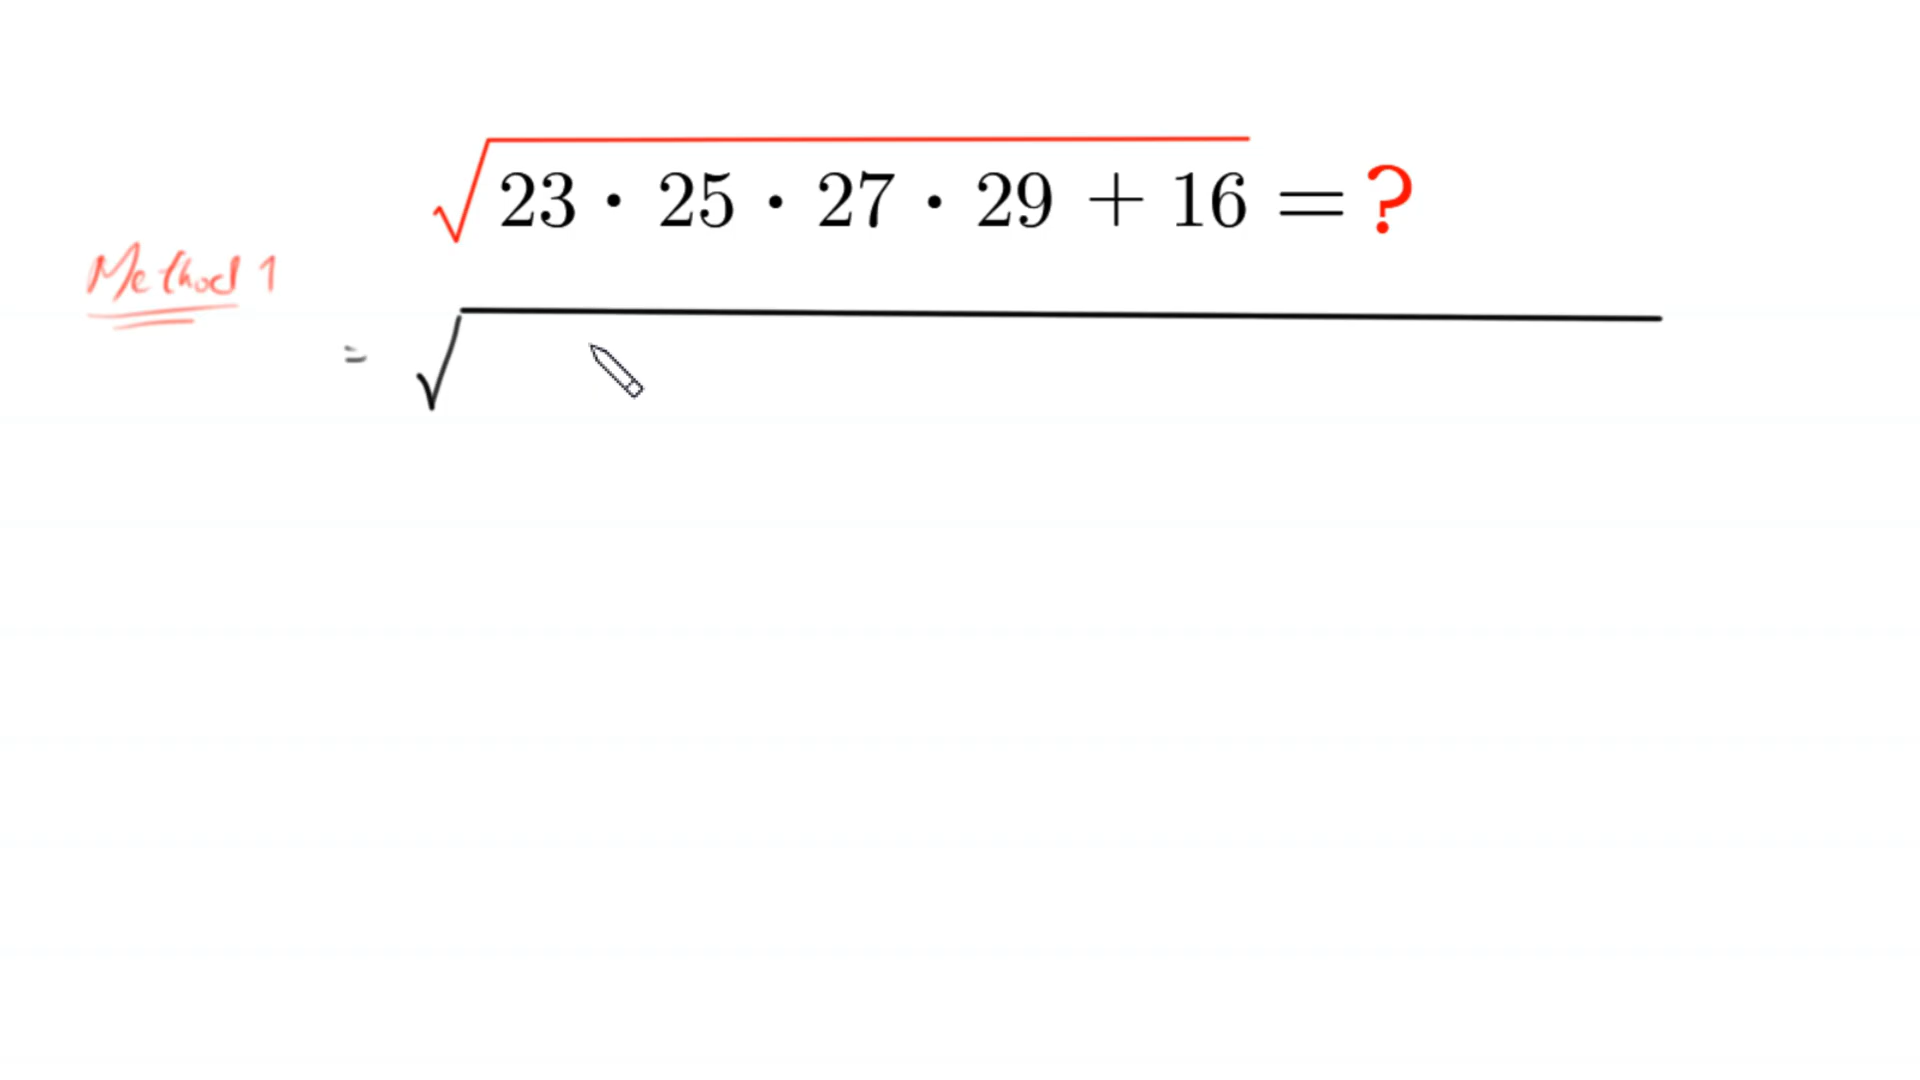 √23 · 25 · 27 · 29 + 16 = ?
Method 1
= √